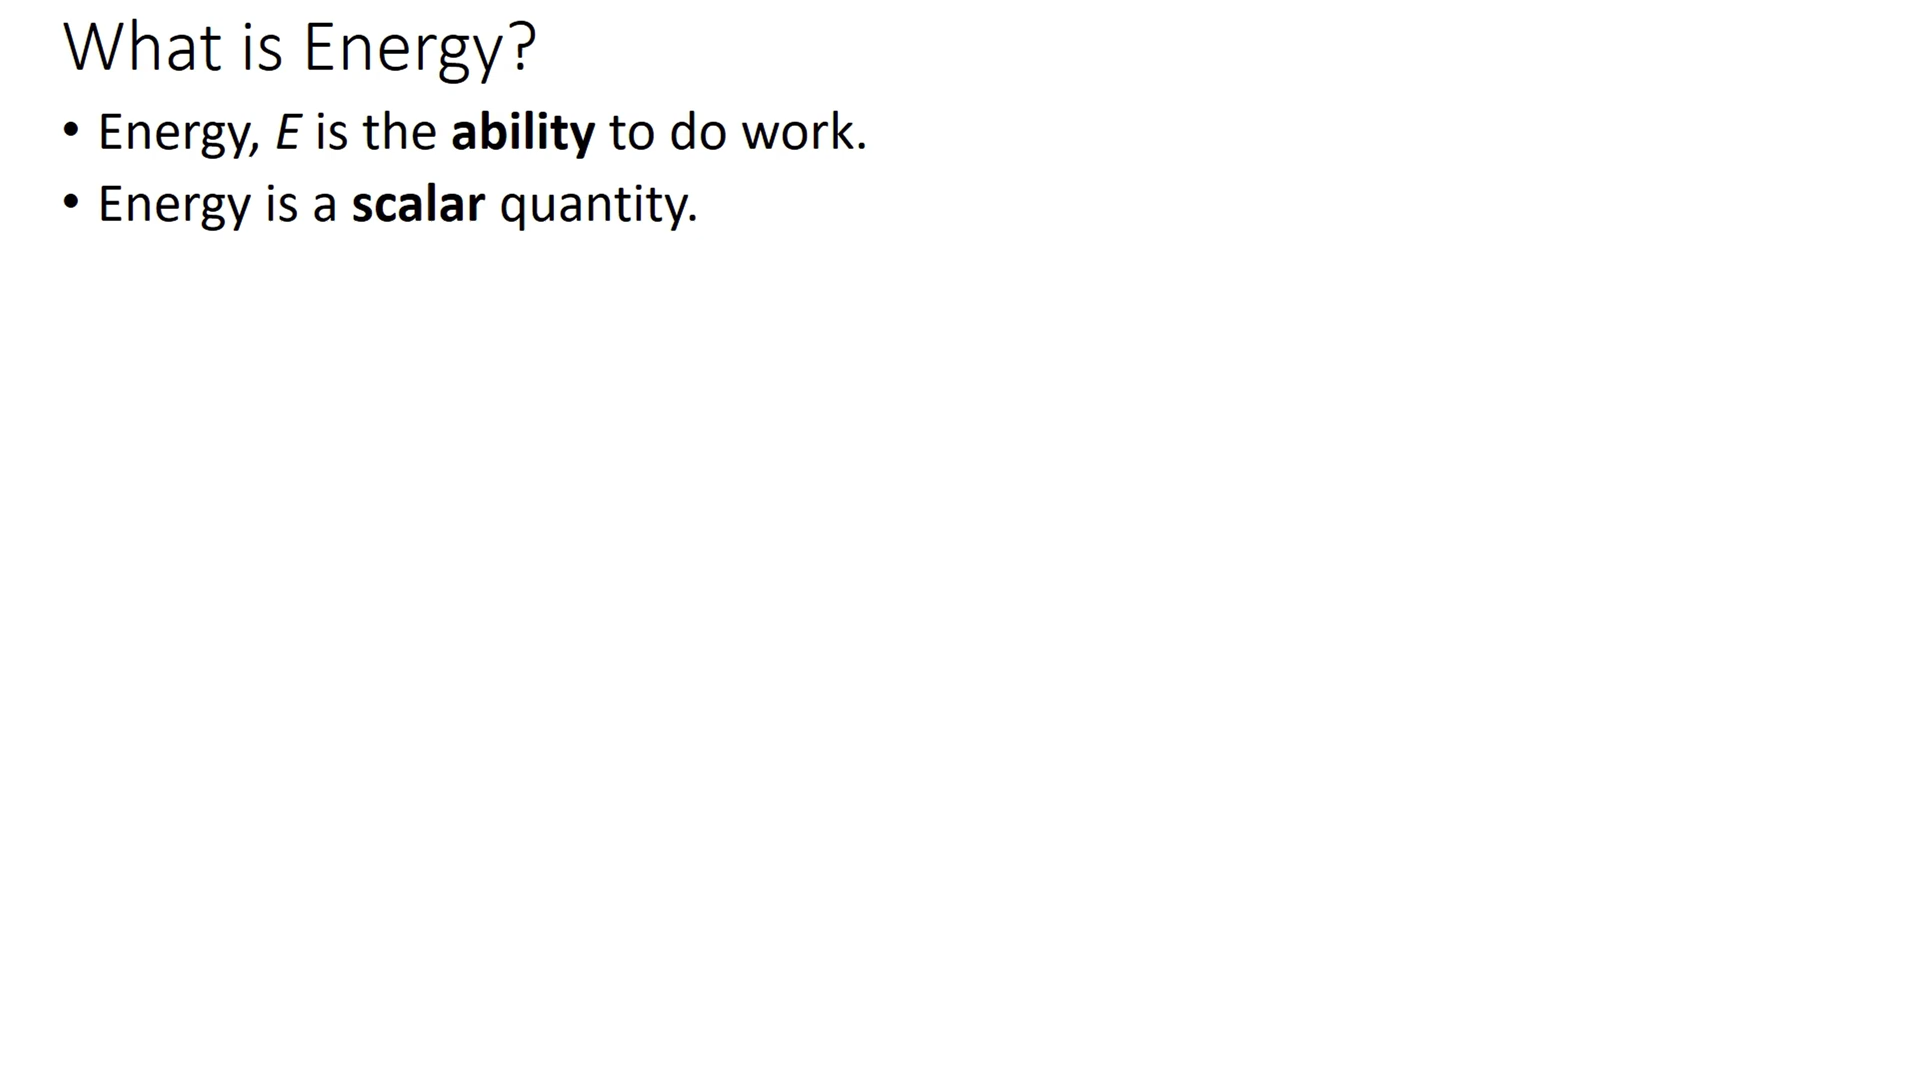 What is Energy?
• Energy, E is the ability to do work.
• Energy is a scalar quantity.